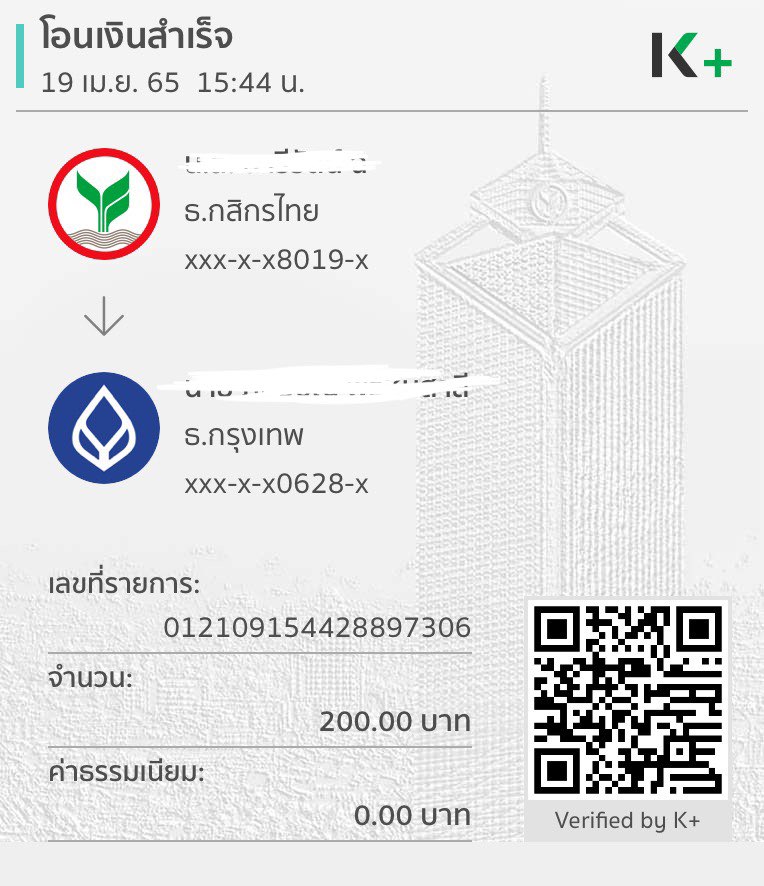 โอนเงินสำเร็จ
19 เม.ย. 65 15:44 น.
K+
ธ.กสิกรไทย
xxx-x-x8019-x
ธ.กรุงเทพ
xxx-x-x0628-x
เลขที่รายการ:
012109154428897306
จำนวน:
200.00 บาท
ค่าธรรมเนียม:
0.00 บาท
Verified by K+